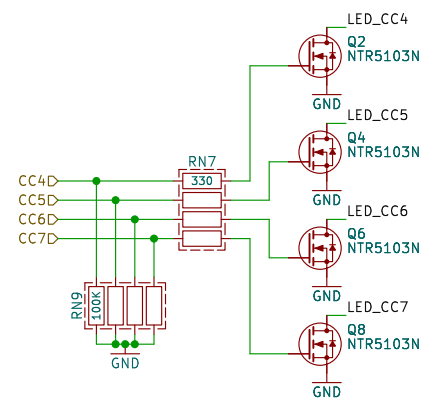 LED_CC4
Q2
NTR5103N
GND
LED_CC5
Q4
NTR5103N
GND
RN7
330
CC4
CC5
CC6
CC7
LED_CC6
Q6
NTR5103N
GND
RN9
100K
GND
LED_CC7
Q8
NTR5103N
GND